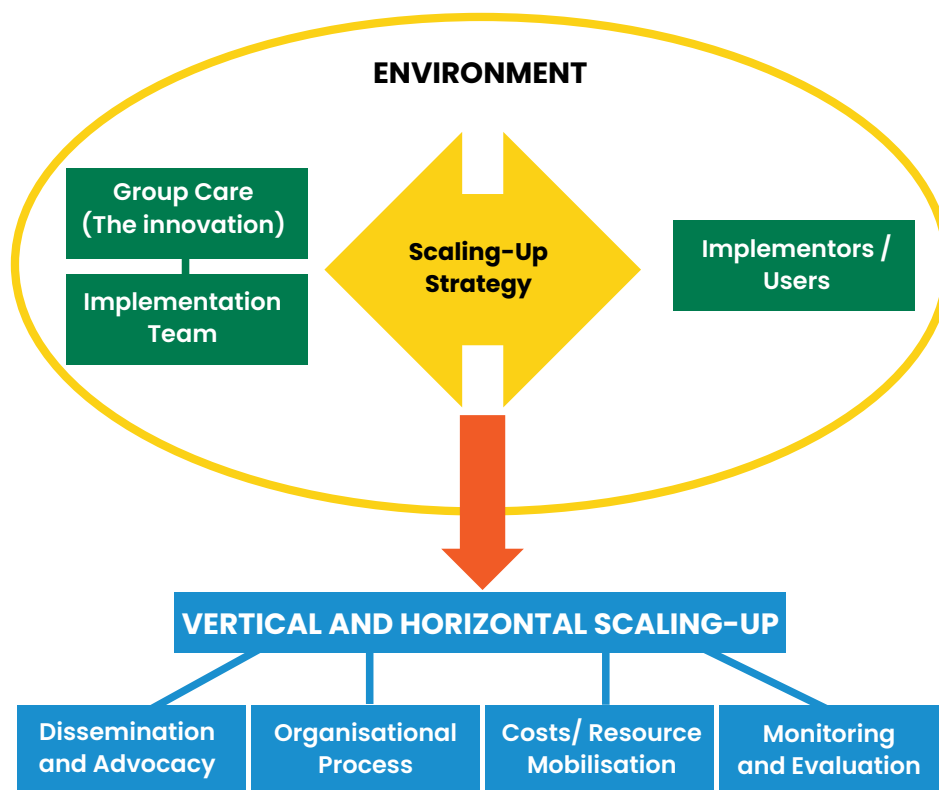 ENVIRONMENT
Group Care
(The innovation)
Implementation
Team
Scaling-Up
Strategy
Implementors /
Users
VERTICAL AND HORIZONTAL SCALING-UP
Dissemination
and Advocacy
Organisational
Process
Costs/ Resource
Mobilisation
Monitoring
and Evaluation